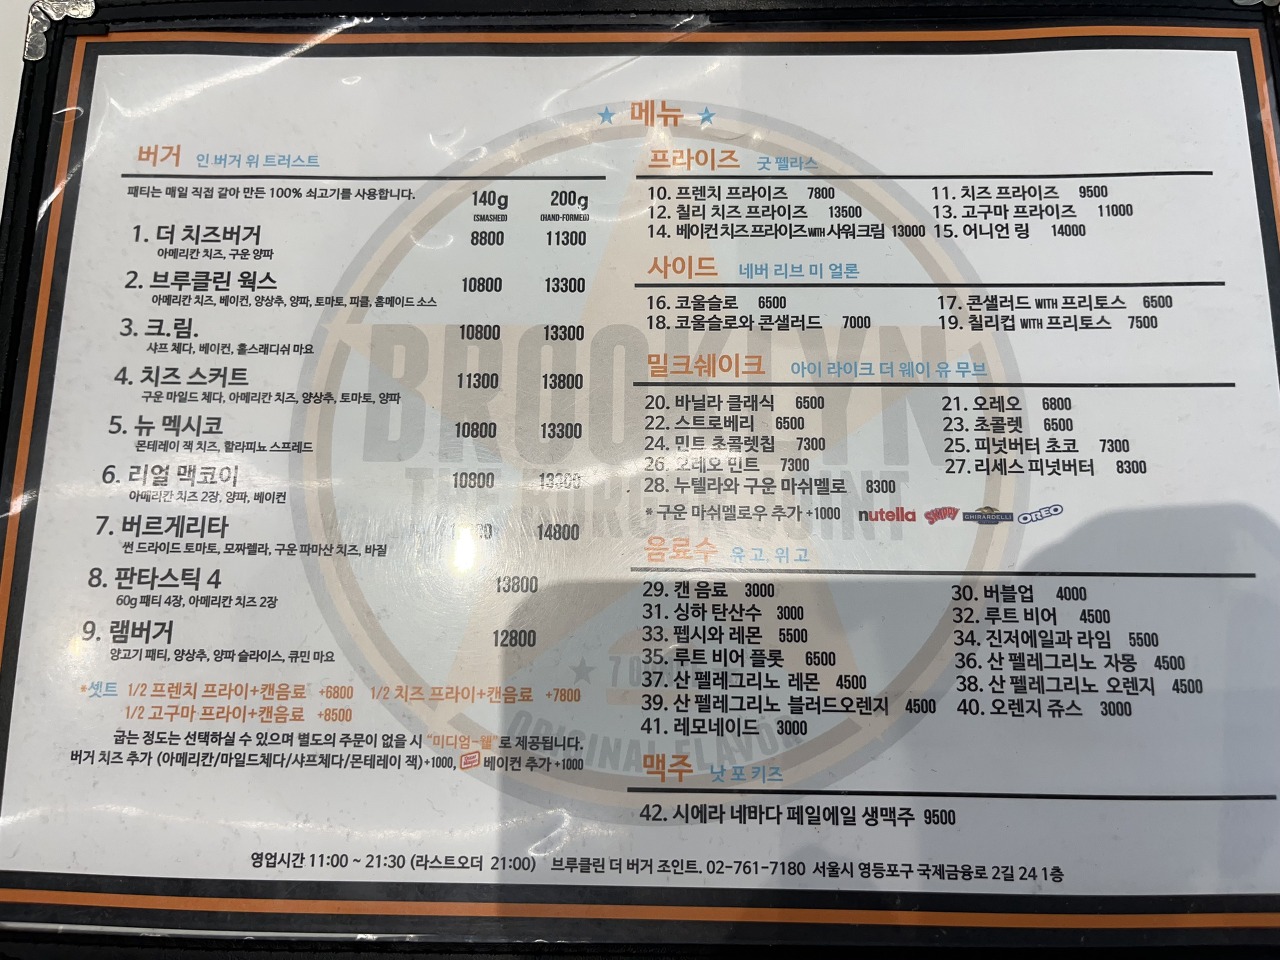 ★ 메뉴 ★
버거 인 버거 위 트러스트
패티는 매일 직접 갈아 만든 100% 쇠고기를 사용합니다. 140g 200g
(SMASHED) (HAND-FORMED)
1. 더 치즈버거 8800 11300
아메리칸 치즈, 구운 양파
2. 브루클린 웍스 10800 13300
아메리칸 치즈, 베이컨, 양상추, 양파, 토마토, 피클, 홈메이드 소스
3. 크.림. 10800 13300
샤프 체다, 베이컨, 홀스래디쉬 마요
4. 치즈 스커트 11300 13800
구운 마일드 체다, 아메리칸 치즈, 양상추, 토마토, 양파
5. 뉴 멕시코 10800 13300
몬테레이 잭 치즈, 할라피뇨 스프레드
6. 리얼 맥코이 10800 13300
아메리칸 치즈 2장, 양파, 베이컨
7. 버르게리타 14800
썬 드라이드 토마토, 모짜렐라, 구운 파마산 치즈, 바질
8. 판타스틱 4 13800
60g 패티 4장, 아메리칸 치즈 2장
9. 램버거 12800
양고기 패티, 양상추, 양파 슬라이스, 큐민 마요
*셋트 1/2 프렌치 프라이+캔음료 +6800 1/2 치즈 프라이+캔음료 +7800
1/2 고구마 프라이+캔음료 +8500
굽는 정도는 선택하실 수 있으며 별도의 주문이 없을 시 "미디엄-웰"로 제공됩니다.
버거 치즈 추가 (아메리칸/마일드체다/샤프체다/몬테레이 잭)+1000, 베이컨 추가 +1000
프라이즈 굿 펠라스
10. 프렌치 프라이즈 7800 11. 치즈 프라이즈 9500
12. 칠리 치즈 프라이즈 13500 13. 고구마 프라이즈 11000
14. 베이컨 치즈 프라이즈 WITH 사워크림 13000 15. 어니언 링 14000
사이드 네버 리브 미 얼론
16. 코울슬로 6500 17. 콘샐러드 WITH 프리토스 6500
18. 코울슬로와 콘샐러드 7000 19. 칠리컵 WITH 프리토스 7500
밀크쉐이크 아이 라이크 더 웨이 유 무브
20. 바닐라 클래식 6500 21. 오레오 6800
22. 스트로베리 6500 23. 초콜렛 6500
24. 민트 초콜렛칩 7300 25. 피넛버터 초코 7300
26. 오레오 민트 7300 27. 리세스 피넛버터 8300
28. 누텔라와 구운 마쉬멜로 8300
* 구운 마쉬멜로우 추가 +1000 nutella SKIPPY GHIRARDELLI OREO
음료수 유 고, 위 고
29. 캔 음료 3000 30. 버블업 4000
31. 싱하 탄산수 3000 32. 루트 비어 4500
33. 펩시와 레몬 5500 34. 진저에일과 라임 5500
35. 루트 비어 플롯 6500 36. 산 펠레그리노 자몽 4500
37. 산 펠레그리노 레몬 4500 38. 산 펠레그리노 오렌지 4500
39. 산 펠레그리노 블러드오렌지 4500 40. 오렌지 쥬스 3000
41. 레모네이드 3000
맥주 낫 포 키즈
42. 시에라 네바다 페일에일 생맥주 9500
BROOKLYN
THE BURGER JOINT
ORIGINAL FLAVOR
영업시간 11:00 ~ 21:30 (라스트오더 21:00) 브루클린 더 버거 조인트. 02-761-7180 서울시 영등포구 국제금융로 2길 24 1층